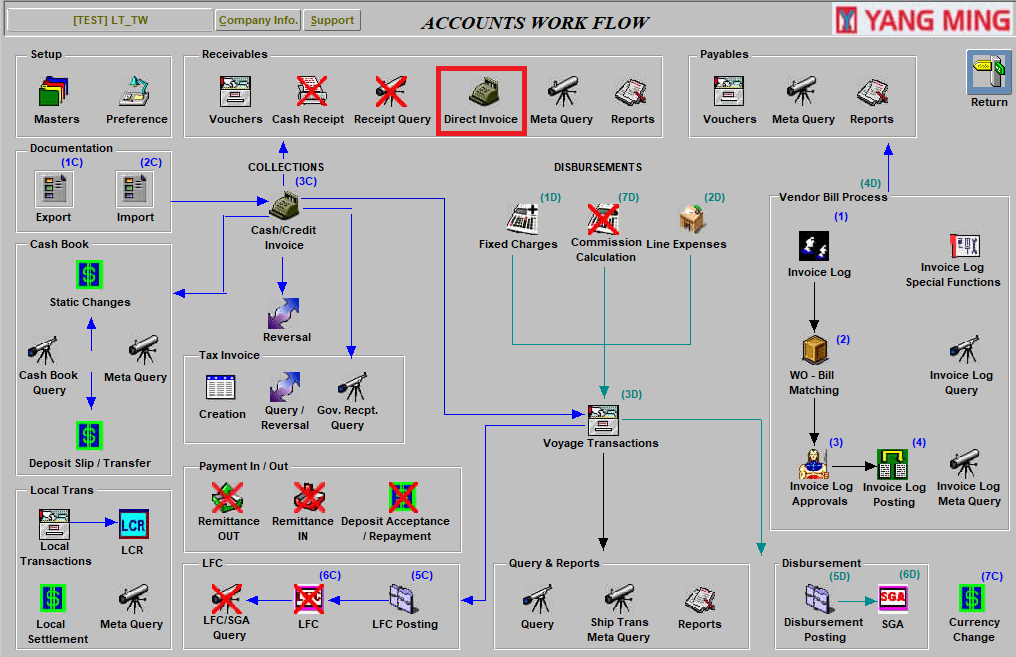 [TEST] LT_TW
Company Info.
Support
ACCOUNTS WORK FLOW
YANG MING
Setup
Masters
Preference
Receivables
Vouchers
Cash Receipt
Receipt Query
Direct Invoice
Meta Query
Reports
Payables
Vouchers
Meta Query
Reports
Return
Documentation
(1C)
(2C)
Export
Import
COLLECTIONS
(3C)
Cash/Credit
Invoice
Reversal
DISBURSEMENTS
(1D)
(7D)
(2D)
Fixed Charges
Commission
Calculation
Line Expenses
(4D)
Vendor Bill Process
(1)
Invoice Log
Invoice Log
Special Functions
(2)
WO - Bill
Matching
Invoice Log
Query
(3)
(4)
Invoice Log
Approvals
Invoice Log
Posting
Invoice Log
Meta Query
Cash Book
Static Changes
Cash Book
Query
Meta Query
Deposit Slip / Transfer
Tax Invoice
Creation
Query /
Reversal
Gov. Recpt.
Query
(3D)
Voyage Transactions
Local Trans
Local
Transactions
LCR
LCR
Local
Settlement
Meta Query
Payment In / Out
Remittance
OUT
Remittance
IN
Deposit Acceptance
/ Repayment
LFC
(6C)
(5C)
LFC/SGA
Query
LFC
LFC Posting
Query & Reports
Query
Ship Trans
Meta Query
Reports
Disbursement
(5D)
(6D)
Disbursement
Posting
SGA
SGA
(7C)
Currency
Change